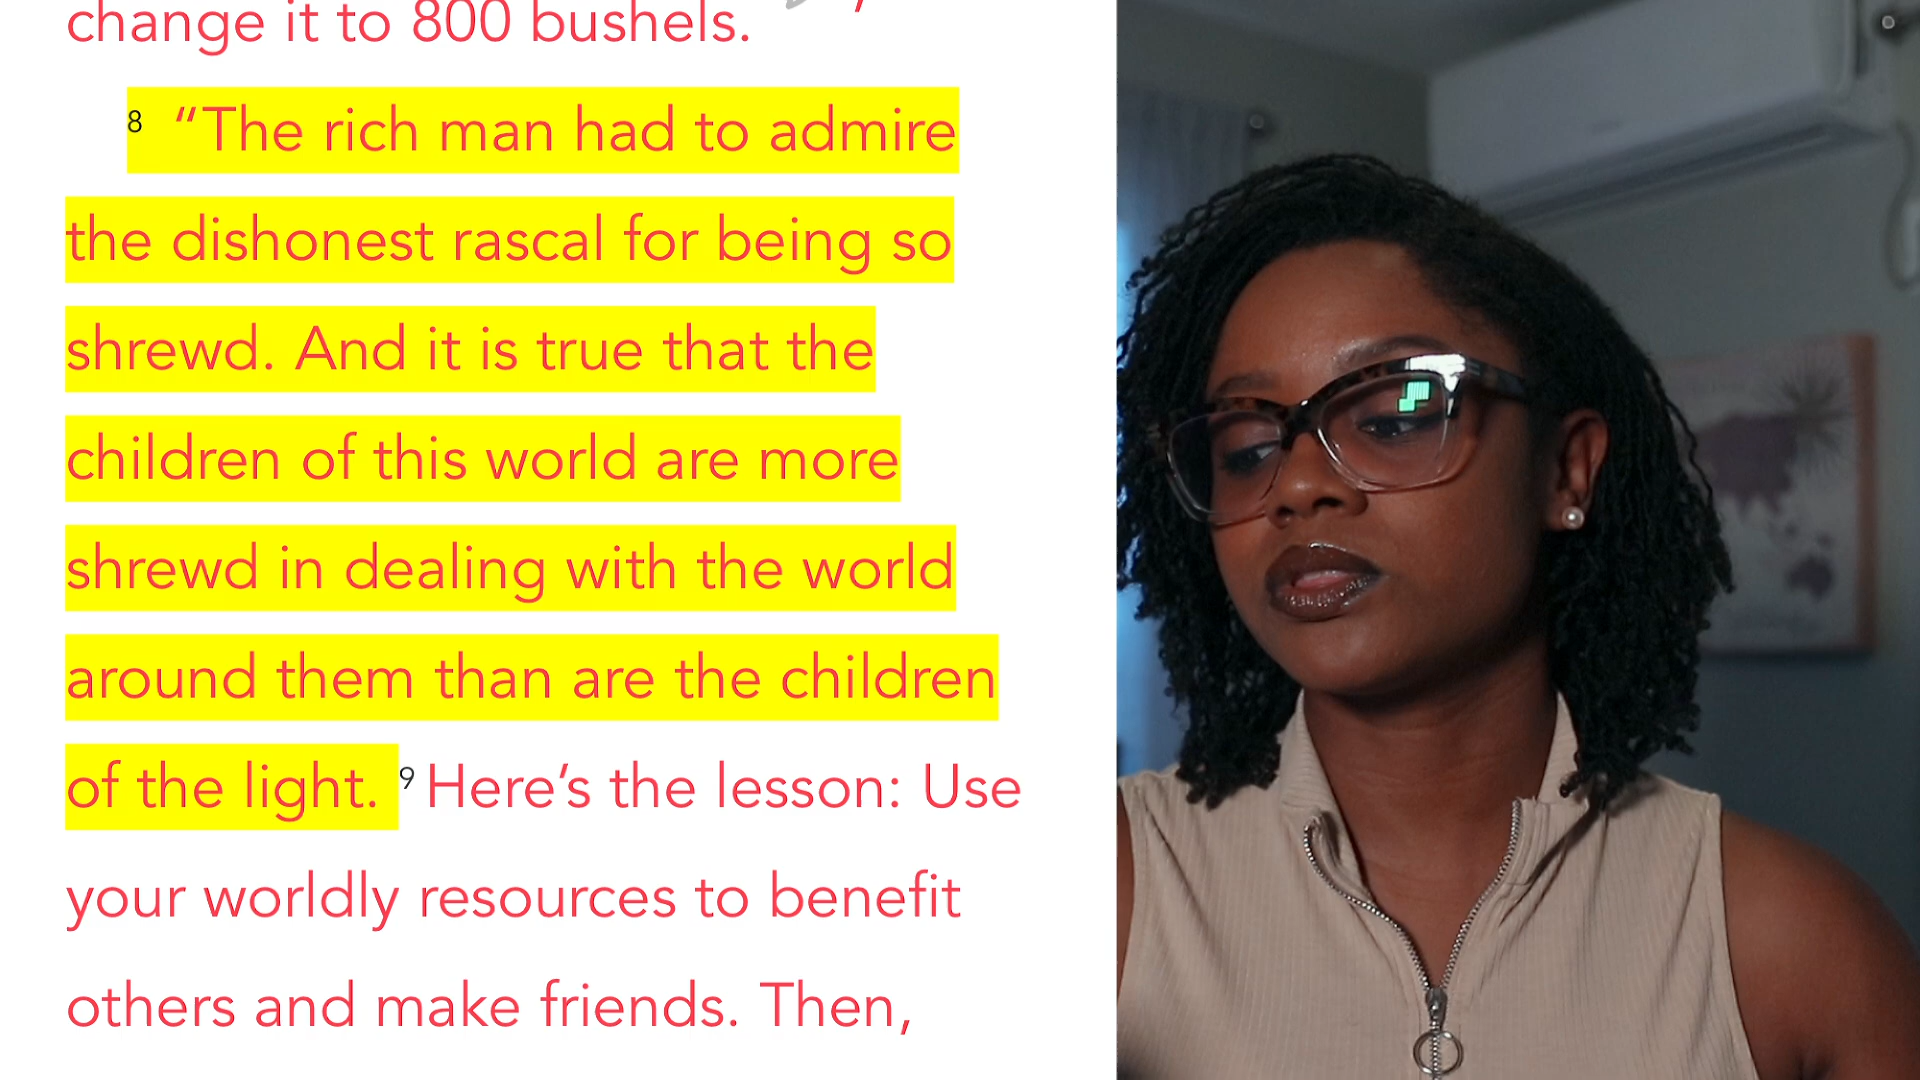 change it to 800 bushels.
8 “The rich man had to admire
the dishonest rascal for being so
shrewd. And it is true that the
children of this world are more
shrewd in dealing with the world
around them than are the children
of the light. 9 Here’s the lesson: Use
your worldly resources to benefit
others and make friends. Then,